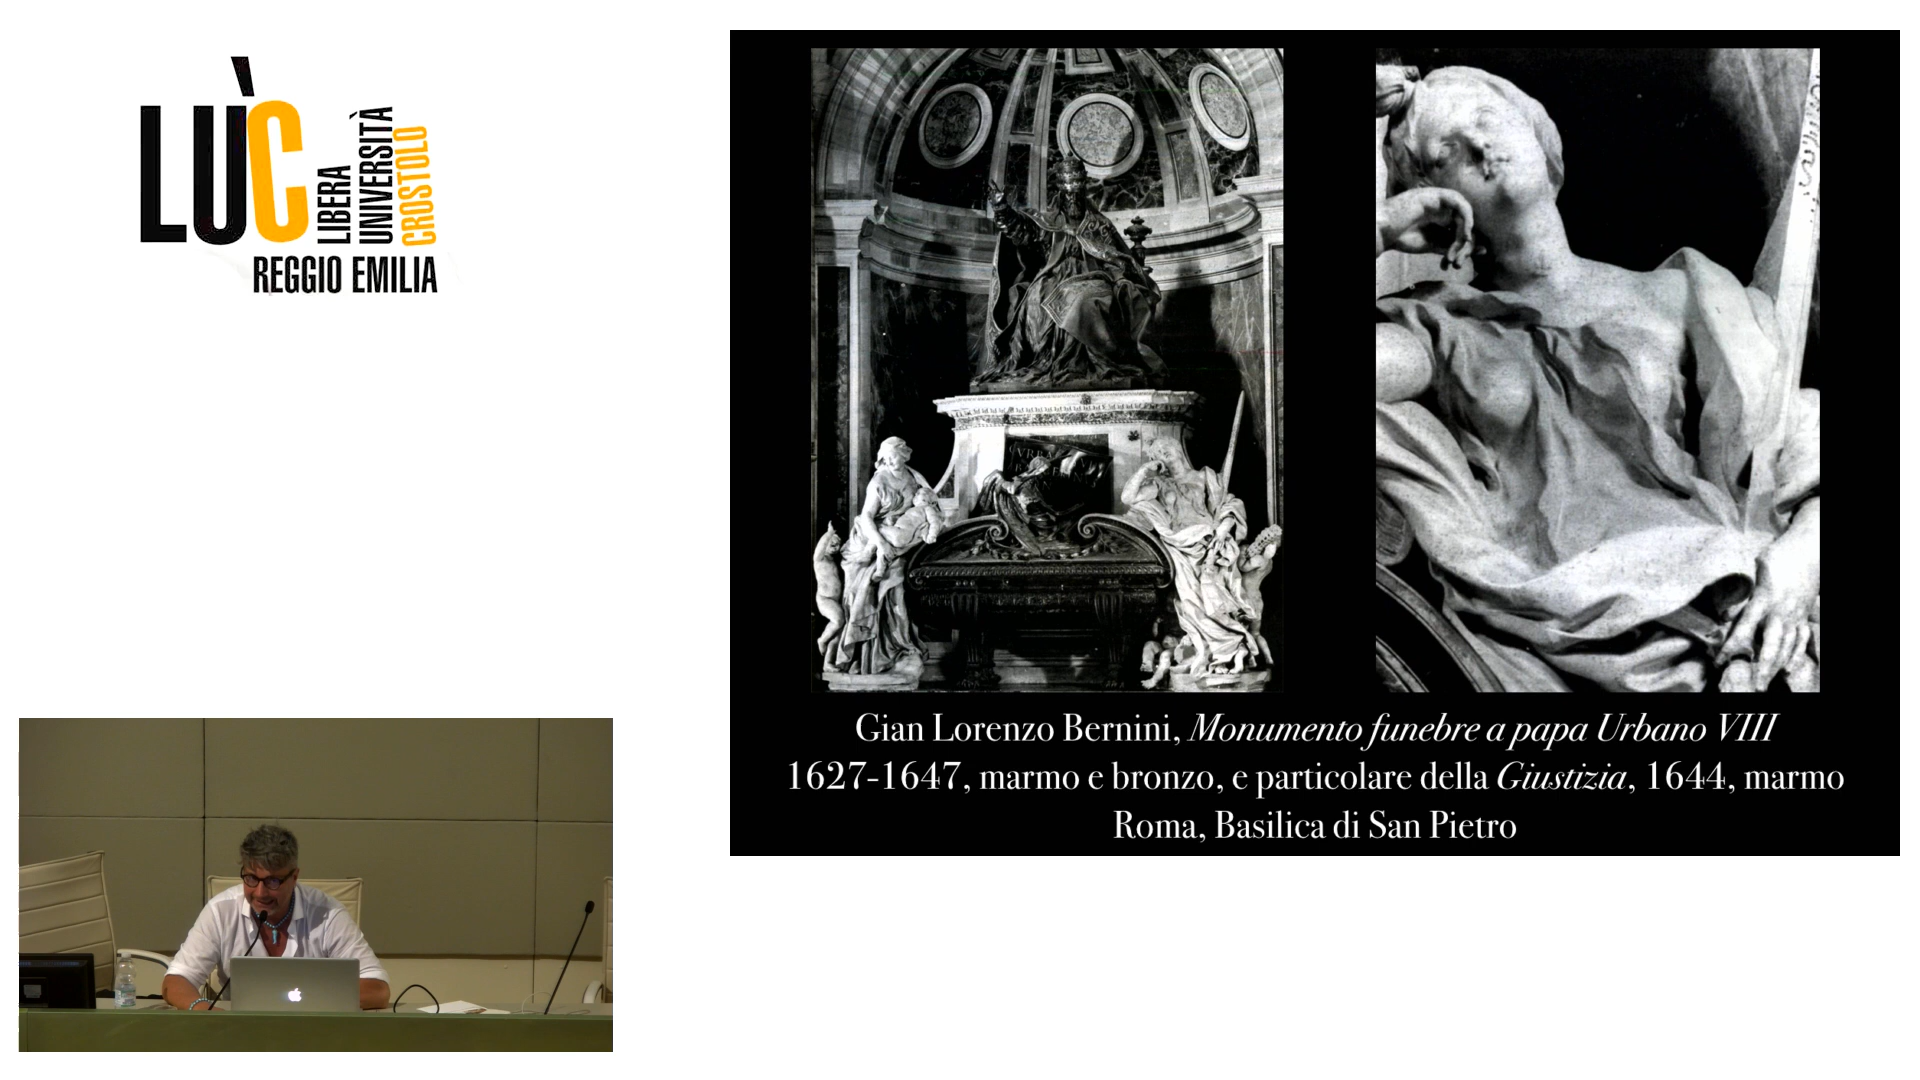 LÙC
LIBERA
UNIVERSITÀ
CROSTOLO
REGGIO EMILIA
Gian Lorenzo Bernini, Monumento funebre a papa Urbano VIII
1627-1647, marmo e bronzo, e particolare della Giustizia, 1644, marmo
Roma, Basilica di San Pietro